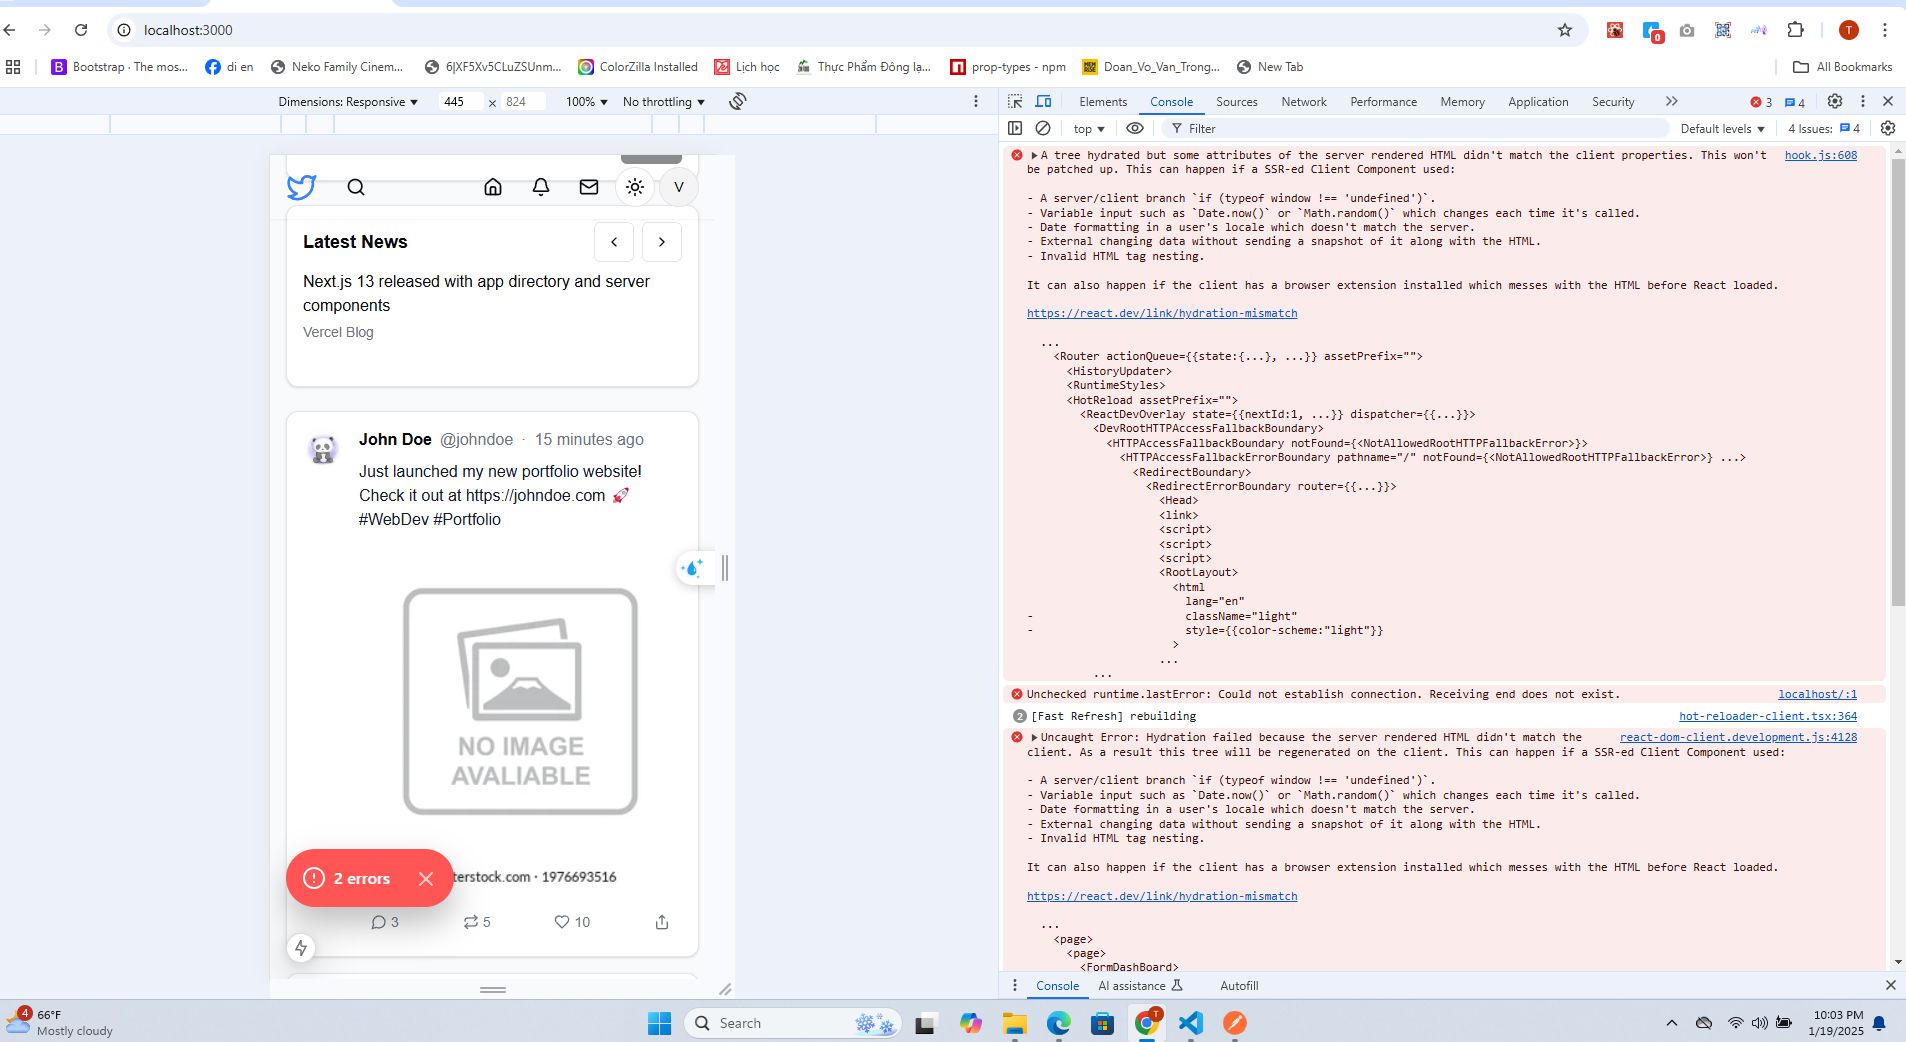 localhost:3000
0
T
Bootstrap · The mos...
di en
Neko Family Cinem...
6JXF5Xv5CLuZSUnm...
ColorZilla Installed
Lịch học
Thực Phẩm Đông lạ...
prop-types - npm
Doan_Vo_Van_Trong...
New Tab
All Bookmarks
Dimensions: Responsive
445 x 824
100%
No throttling
Elements
Console
Sources
Network
Performance
Memory
Application
Security
3
4
top
Filter
Default levels
4 Issues: 4
V
Latest News
Next.js 13 released with app directory and server
components
Vercel Blog
John Doe @johndoe · 15 minutes ago
Just launched my new portfolio website!
Check it out at https://johndoe.com 🚀
#WebDev #Portfolio
NO IMAGE
AVALIABLE
2 errors
terstock.com · 1976693516
3
5
10
A tree hydrated but some attributes of the server rendered HTML didn't match the client properties. This won't
hook.js:608
be patched up. This can happen if a SSR-ed Client Component used:
- A server/client branch `if (typeof window !== 'undefined')`.
- Variable input such as `Date.now()` or `Math.random()` which changes each time it's called.
- Date formatting in a user's locale which doesn't match the server.
- External changing data without sending a snapshot of it along with the HTML.
- Invalid HTML tag nesting.
It can also happen if the client has a browser extension installed which messes with the HTML before React loaded.
https://react.dev/link/hydration-mismatch
...
<Router actionQueue={{state:{...}, ...}} assetPrefix="">
<HistoryUpdater>
<RuntimeStyles>
<HotReload assetPrefix="">
<ReactDevOverlay state={{nextId:1, ...}} dispatcher={{...}}>
<DevRootHTTPAccessFallbackBoundary>
<HTTPAccessFallbackBoundary notFound={<NotAllowedRootHTTPFallbackError>}>
<HTTPAccessFallbackErrorBoundary pathname="/" notFound={<NotAllowedRootHTTPFallbackError>} ...>
<RedirectBoundary>
<RedirectErrorBoundary router={{...}}>
<Head>
<link>
<script>
<script>
<script>
<RootLayout>
<html
lang="en"
- className="light"
- style={{color-scheme:"light"}}
>
...
...
Unchecked runtime.lastError: Could not establish connection. Receiving end does not exist.
localhost/:1
2 [Fast Refresh] rebuilding
hot-reloader-client.tsx:364
Uncaught Error: Hydration failed because the server rendered HTML didn't match the
react-dom-client.development.js:4128
client. As a result this tree will be regenerated on the client. This can happen if a SSR-ed Client Component used:
- A server/client branch `if (typeof window !== 'undefined')`.
- Variable input such as `Date.now()` or `Math.random()` which changes each time it's called.
- Date formatting in a user's locale which doesn't match the server.
- External changing data without sending a snapshot of it along with the HTML.
- Invalid HTML tag nesting.
It can also happen if the client has a browser extension installed which messes with the HTML before React loaded.
https://react.dev/link/hydration-mismatch
...
<page>
<page>
<FormDashBoard>
Console
AI assistance
Autofill
4
66°F
Mostly cloudy
Search
T
10:03 PM
1/19/2025